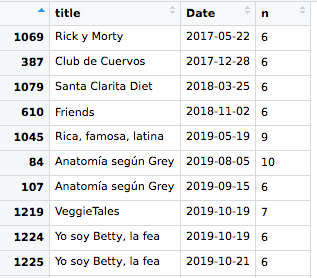 title Date n
1069 Rick y Morty 2017-05-22 6
387 Club de Cuervos 2017-12-28 6
1079 Santa Clarita Diet 2018-03-25 6
610 Friends 2018-11-02 6
1045 Rica, famosa, latina 2019-05-19 9
84 Anatomía según Grey 2019-08-05 10
107 Anatomía según Grey 2019-09-15 6
1219 VeggieTales 2019-10-19 7
1224 Yo soy Betty, la fea 2019-10-19 6
1225 Yo soy Betty, la fea 2019-10-21 6